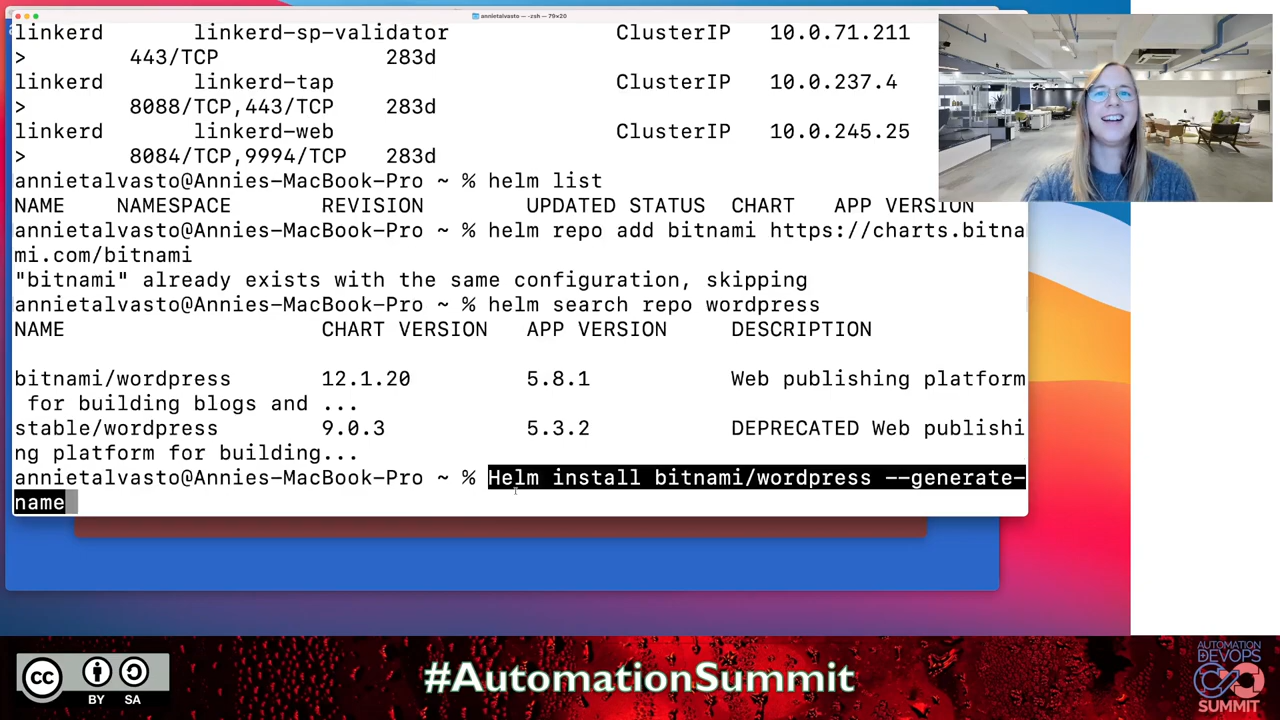 annietalvasto — -zsh — 79×20
linkerd linkerd-sp-validator ClusterIP 10.0.71.211
> 443/TCP 283d
linkerd linkerd-tap ClusterIP 10.0.237.4
> 8088/TCP,443/TCP 283d
linkerd linkerd-web ClusterIP 10.0.245.25
> 8084/TCP,9994/TCP 283d
annietalvasto@Annies-MacBook-Pro ~ % helm list
NAME NAMESPACE REVISION UPDATED STATUS CHART APP VERSION
annietalvasto@Annies-MacBook-Pro ~ % helm repo add bitnami https://charts.bitna
mi.com/bitnami
"bitnami" already exists with the same configuration, skipping
annietalvasto@Annies-MacBook-Pro ~ % helm search repo wordpress
NAME CHART VERSION APP VERSION DESCRIPTION
bitnami/wordpress 12.1.20 5.8.1 Web publishing platform
for building blogs and ...
stable/wordpress 9.0.3 5.3.2 DEPRECATED Web publishi
ng platform for building...
annietalvasto@Annies-MacBook-Pro ~ % Helm install bitnami/wordpress --generate-
name
cc BY SA
#AutomationSummit
AUTOMATION
DEVOPS
SUMMIT